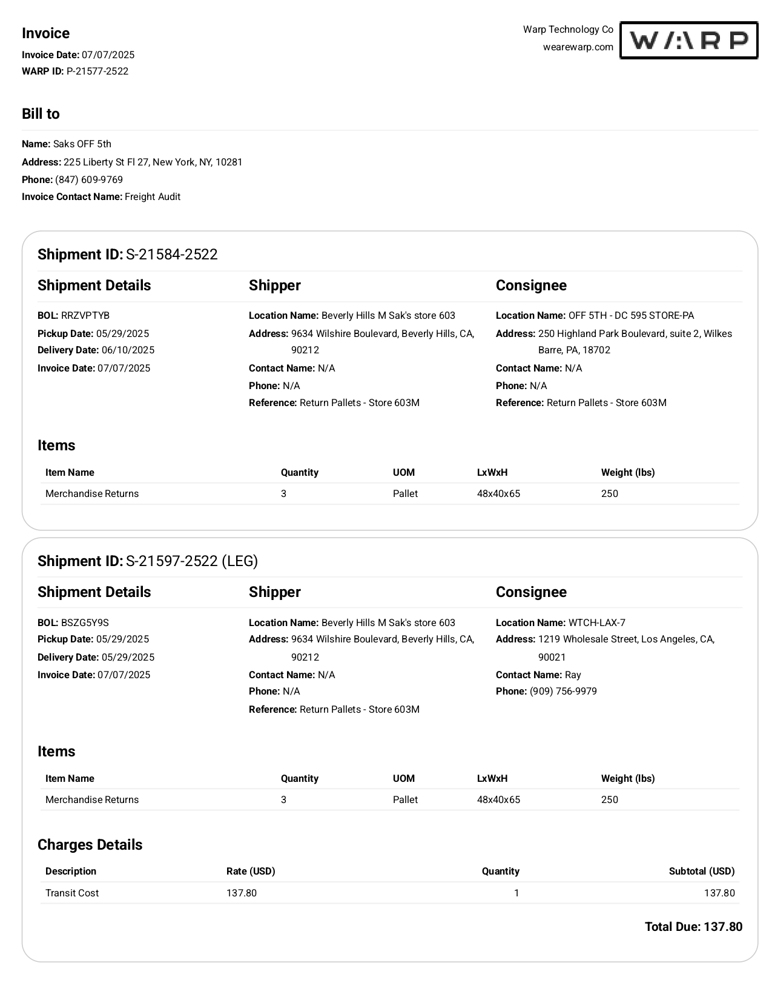 Invoice
Invoice Date: 07/07/2025
WARP ID: P-21577-2522
Warp Technology Co
wearewarp.com
WARP
Bill to
Name: Saks OFF 5th
Address: 225 Liberty St Fl 27, New York, NY, 10281
Phone: (847) 609-9769
Invoice Contact Name: Freight Audit
Shipment ID: S-21584-2522
Shipment Details
BOL: RRZVPTYB
Pickup Date: 05/29/2025
Delivery Date: 06/10/2025
Invoice Date: 07/07/2025
Shipper
Location Name: Beverly Hills M Sak's store 603
Address: 9634 Wilshire Boulevard, Beverly Hills, CA,
90212
Contact Name: N/A
Phone: N/A
Reference: Return Pallets - Store 603M
Consignee
Location Name: OFF 5TH - DC 595 STORE-PA
Address: 250 Highland Park Boulevard, suite 2, Wilkes
Barre, PA, 18702
Contact Name: N/A
Phone: N/A
Reference: Return Pallets - Store 603M
Items
Item Name Quantity UOM LxWxH Weight (lbs)
Merchandise Returns 3 Pallet 48x40x65 250
Shipment ID: S-21597-2522 (LEG)
Shipment Details
BOL: BSZG5Y9S
Pickup Date: 05/29/2025
Delivery Date: 05/29/2025
Invoice Date: 07/07/2025
Shipper
Location Name: Beverly Hills M Sak's store 603
Address: 9634 Wilshire Boulevard, Beverly Hills, CA,
90212
Contact Name: N/A
Phone: N/A
Reference: Return Pallets - Store 603M
Consignee
Location Name: WTCH-LAX-7
Address: 1219 Wholesale Street, Los Angeles, CA,
90021
Contact Name: Ray
Phone: (909) 756-9979
Items
Item Name Quantity UOM LxWxH Weight (lbs)
Merchandise Returns 3 Pallet 48x40x65 250
Charges Details
Description Rate (USD) Quantity Subtotal (USD)
Transit Cost 137.80 1 137.80
Total Due: 137.80